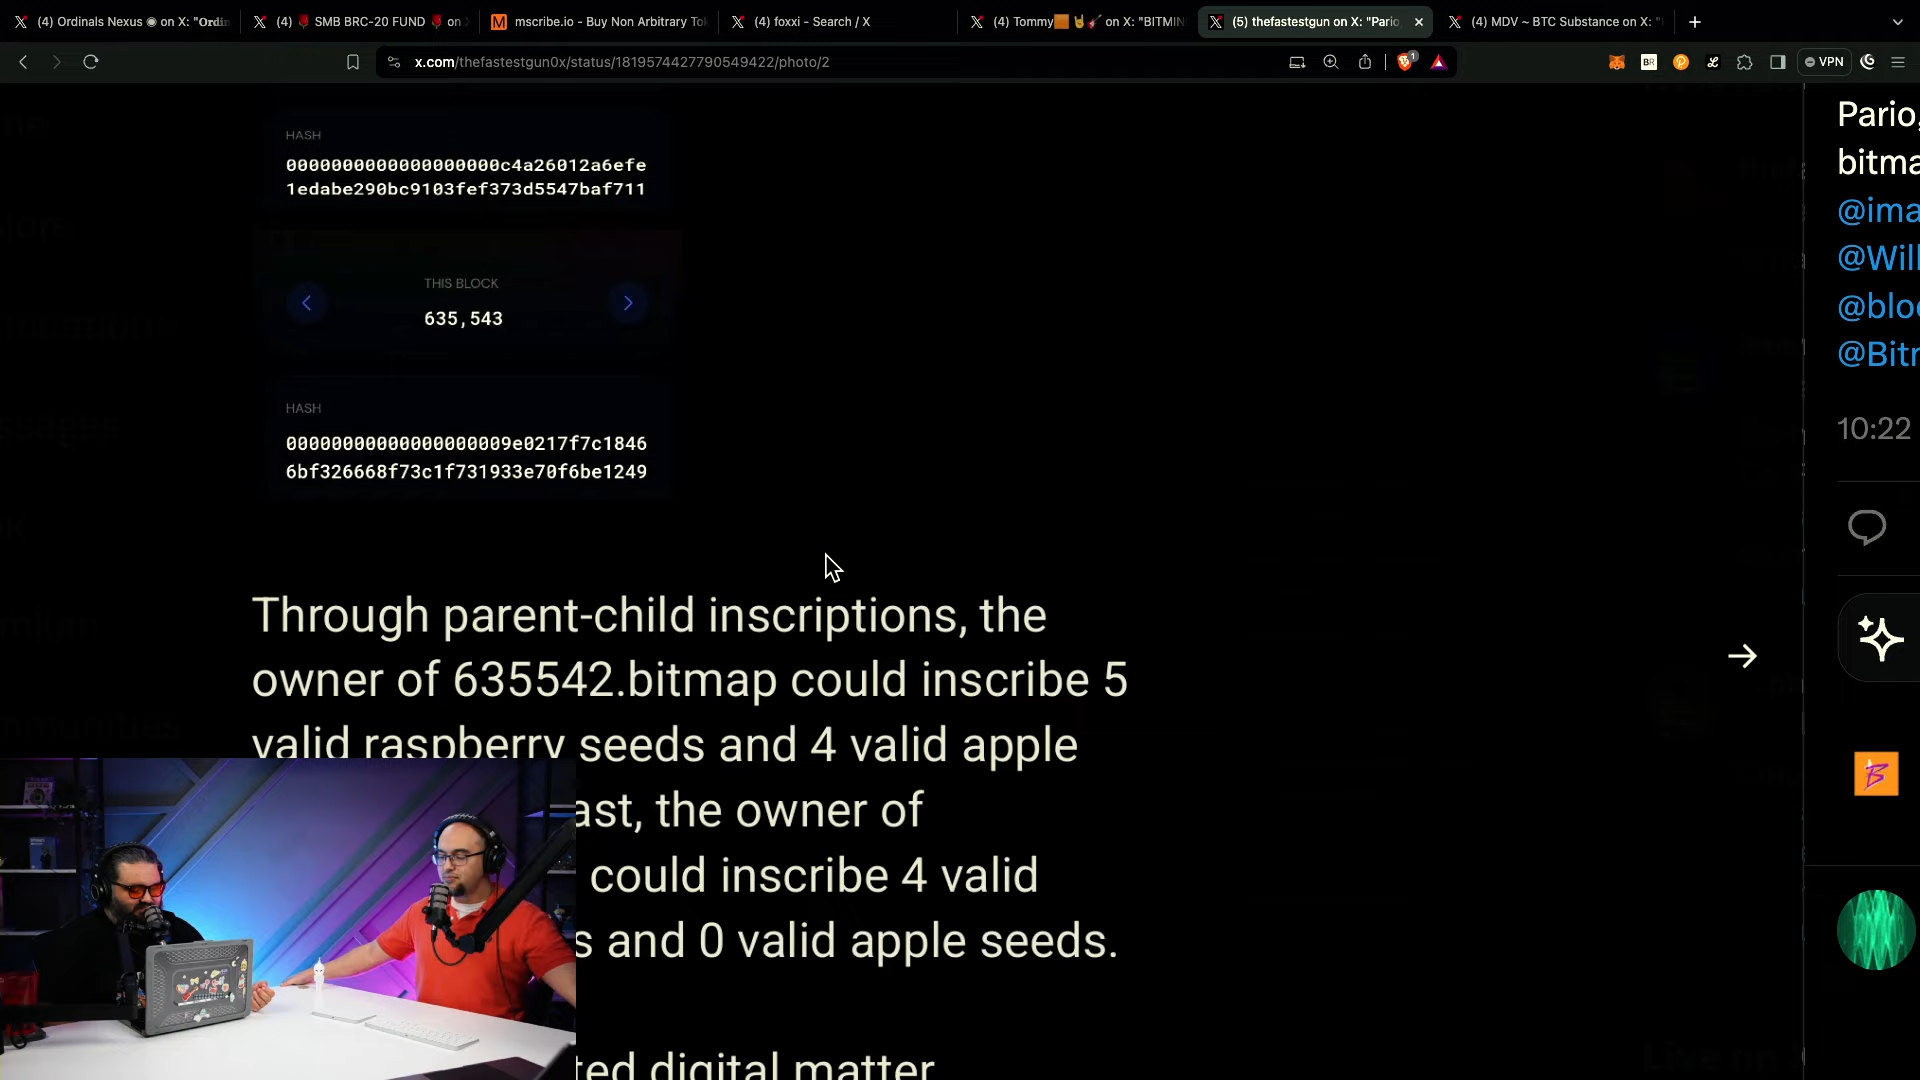 (4) Ordinals Nexus ◉ on X: "Ordin
(4) 🌹 SMB BRC-20 FUND 🌹 on X
mscribe.io - Buy Non Arbitrary Tok
(4) foxxi - Search / X
(4) Tommy🟧🤘🎸 on X: "BITMIN
(5) thefastestgun on X: "Pario,
(4) MDV ~ BTC Substance on X: "
x.com/thefastestgun0x/status/1819574427790549422/photo/2
VPN
HASH
0000000000000000000c4a26012a6efe
1edabe290bc9103fef373d5547baf711
THIS BLOCK
635,543
HASH
00000000000000000009e0217f7c1846
6bf326668f73c1f731933e70f6be1249
Through parent-child inscriptions, the
owner of 635542.bitmap could inscribe 5
valid raspberry seeds and 4 valid apple
ast, the owner of
could inscribe 4 valid
s and 0 valid apple seeds.
ted digital matter
Pario,
bitma
@ima
@Will
@bloc
@Bitm
10:22